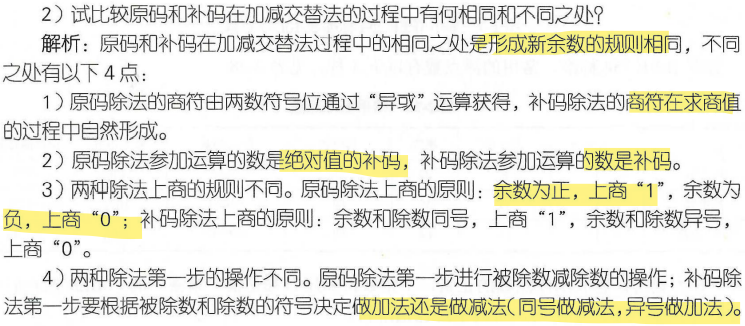 2）试比较原码和补码在加减交替法的过程中有何相同和不同之处？
解析：原码和补码在加减交替法过程中的相同之处是形成新余数的规则相同，不同
之处有以下4点：
1）原码除法的商符由两数符号位通过“异或”运算获得，补码除法的商符在求商值
的过程中自然形成。
2）原码除法参加运算的数是绝对值的补码，补码除法参加运算的数是补码。
3）两种除法上商的规则不同。原码除法上商的原则：余数为正，上商“1”，余数为
负，上商“0”；补码除法上商的原则：余数和除数同号，上商“1”，余数和除数异号，
上商“0”。
4）两种除法第一步的操作不同。原码除法第一步进行被除数减除数的操作；补码除
法第一步要根据被除数和除数的符号决定做加法还是做减法（同号做减法，异号做加法）。